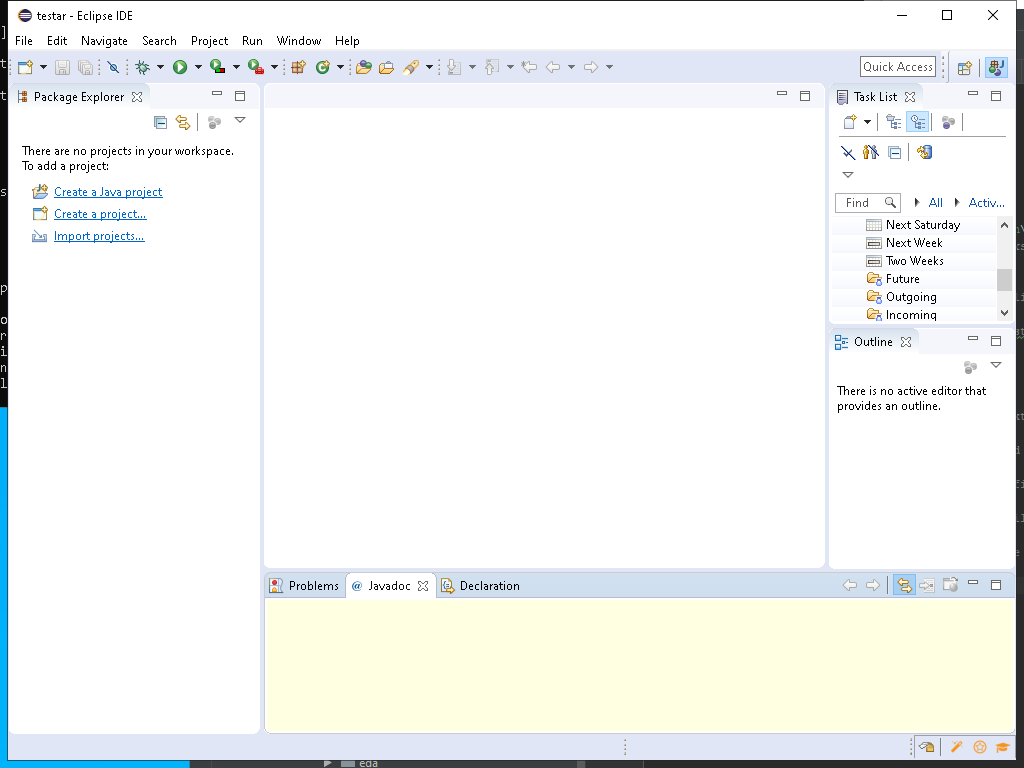 testar - Eclipse IDE
File Edit Navigate Search Project Run Window Help
Quick Access
Package Explorer
There are no projects in your workspace.
To add a project:
Create a Java project
Create a project...
Import projects...
Task List
Find All Activ...
Next Saturday
Next Week
Two Weeks
Future
Outgoing
Incoming
Outline
There is no active editor that
provides an outline.
Problems @ Javadoc Declaration
eda